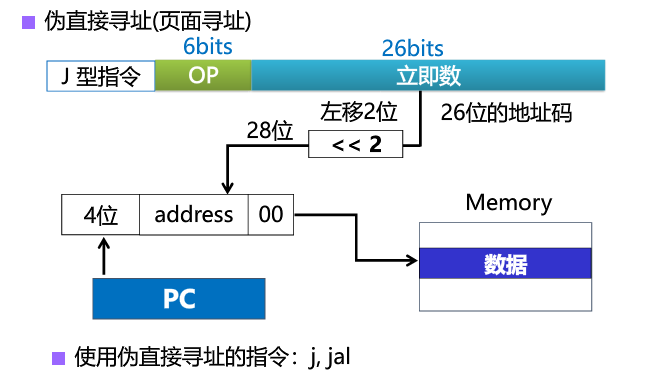 伪直接寻址(页面寻址)
6bits
26bits
J 型指令
OP
立即数
左移2位
26位的地址码
28位
<< 2
4位
address
00
Memory
数据
PC
使用伪直接寻址的指令：j, jal